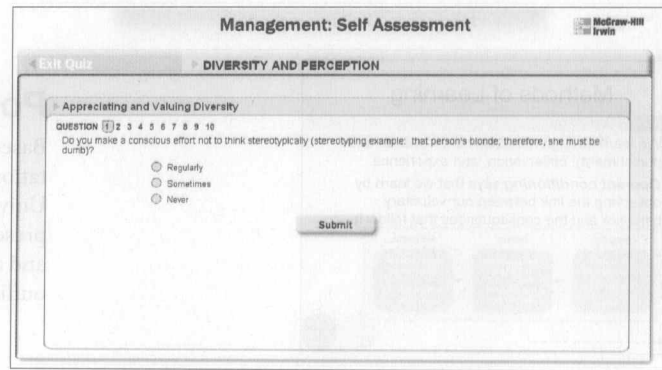 Management: Self Assessment
McGraw-Hill
Irwin
Exit Quiz
DIVERSITY AND PERCEPTION
Appreciating and Valuing Diversity
QUESTION 1 2 3 4 5 6 7 8 9 10
Do you make a conscious effort not to think stereotypically (stereotyping example: that person's blonde, therefore, she must be
dumb)?
Regularly
Sometimes
Never
Submit